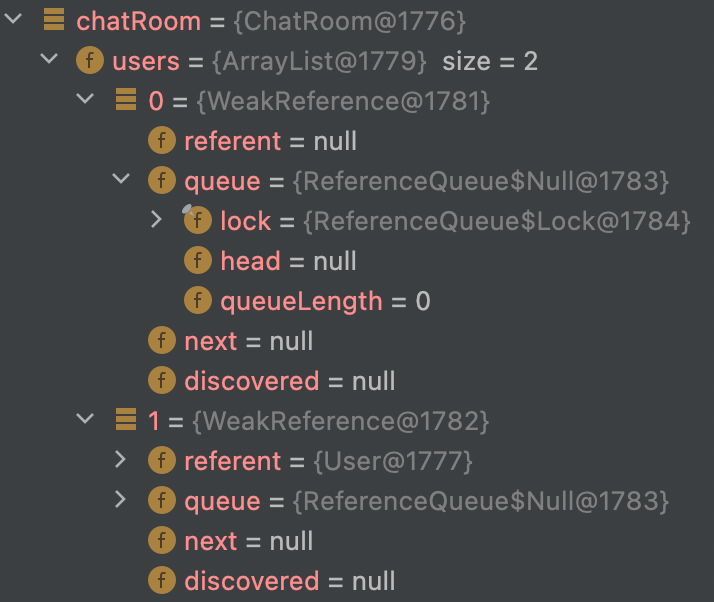 chatRoom = {ChatRoom@1776}
f users = {ArrayList@1779} size = 2
0 = {WeakReference@1781}
f referent = null
f queue = {ReferenceQueue$Null@1783}
f lock = {ReferenceQueue$Lock@1784}
f head = null
f queueLength = 0
f next = null
f discovered = null
1 = {WeakReference@1782}
f referent = {User@1777}
f queue = {ReferenceQueue$Null@1783}
f next = null
f discovered = null